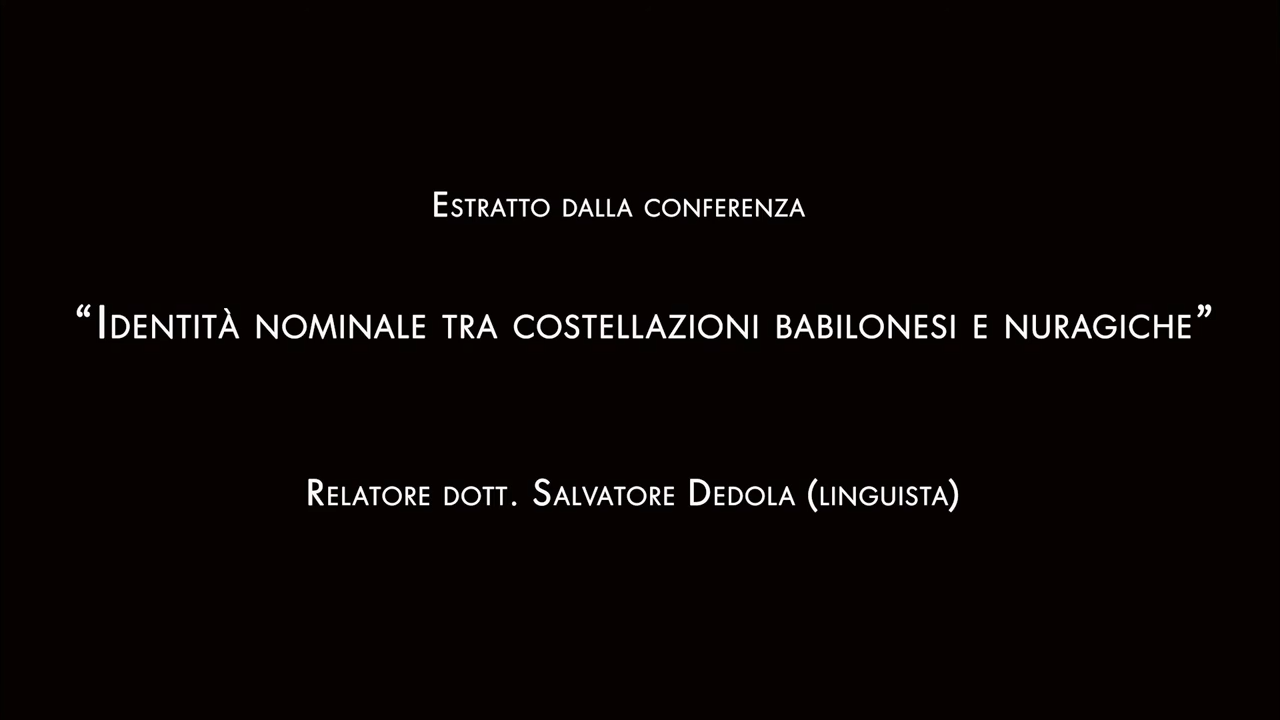 Estratto dalla conferenza
“Identità nominale tra costellazioni babilonesi e nuragiche”
Relatore dott. Salvatore Dedola (linguista)